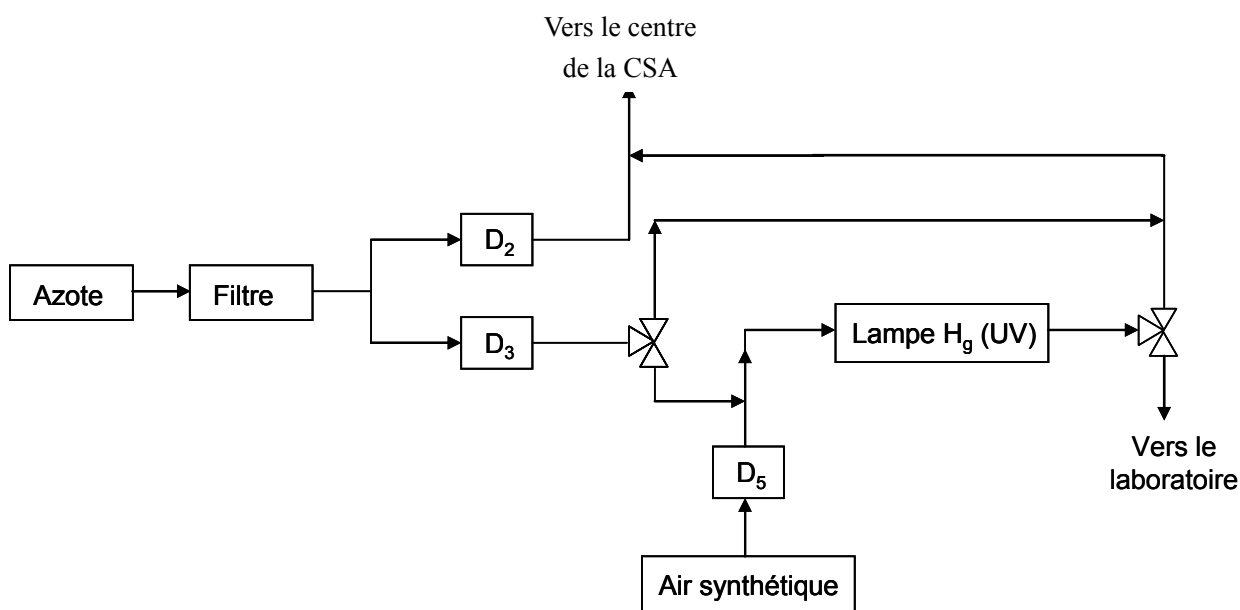 Vers le centre
de la CSA
D₂
Azote
Filtre
D₃
Lampe Hg (UV)
Vers le
laboratoire
D₅
Air synthétique